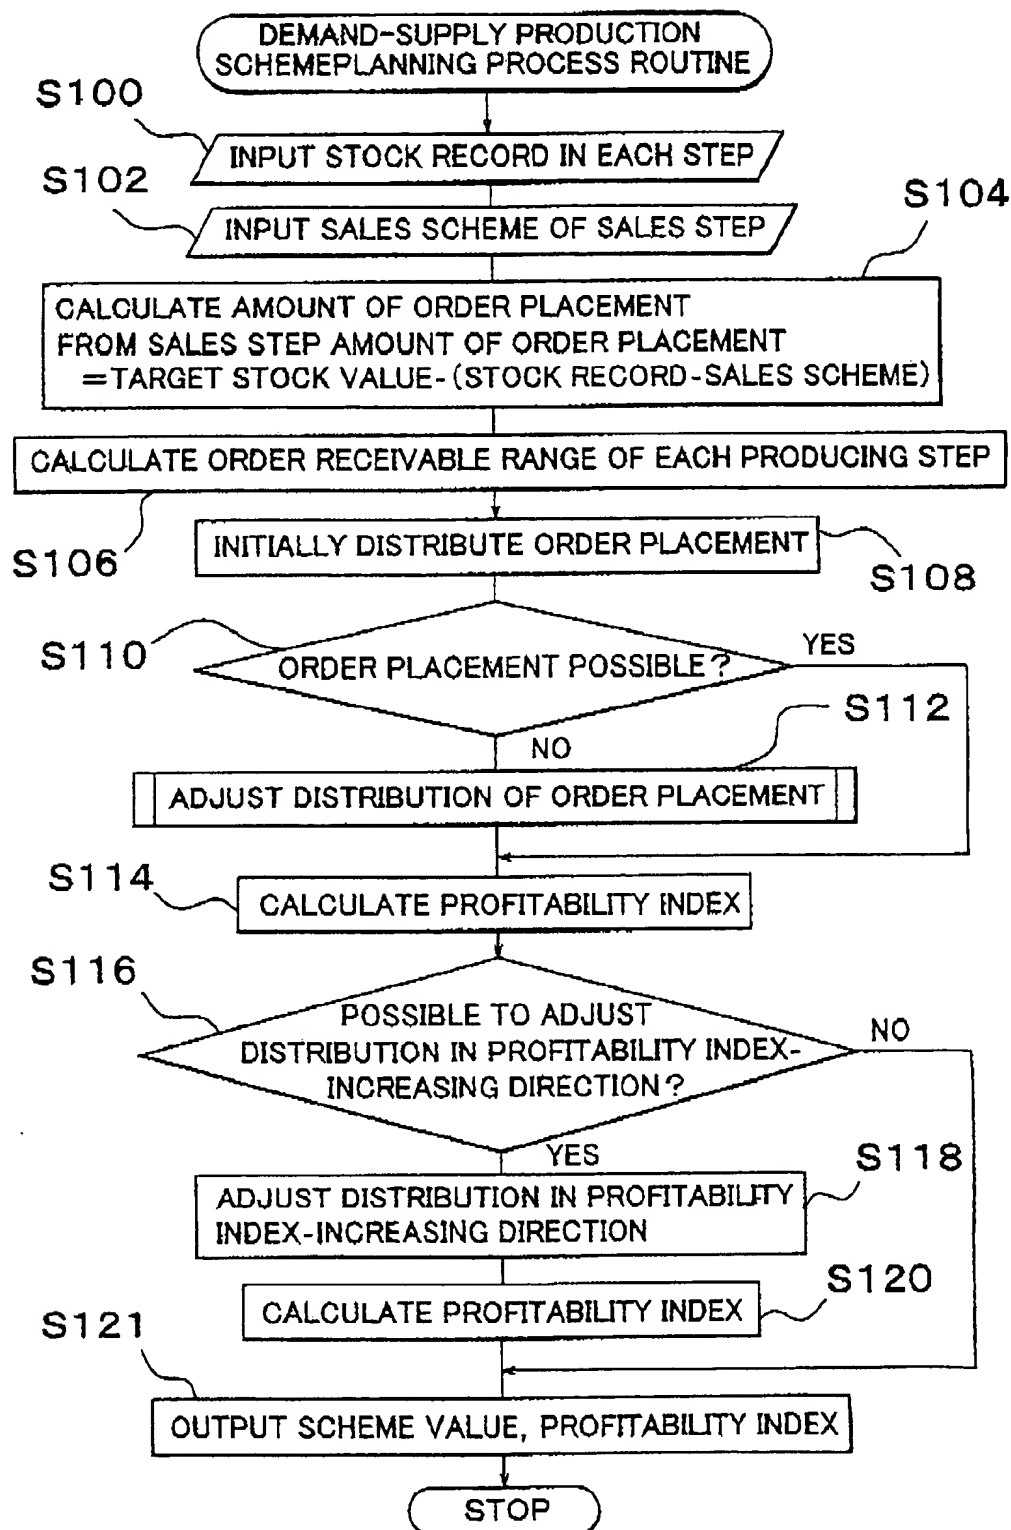 DEMAND-SUPPLY PRODUCTION
SCHEMEPLANNING PROCESS ROUTINE
S100
INPUT STOCK RECORD IN EACH STEP
S102
INPUT SALES SCHEME OF SALES STEP
S104
CALCULATE AMOUNT OF ORDER PLACEMENT
FROM SALES STEP AMOUNT OF ORDER PLACEMENT
=TARGET STOCK VALUE-(STOCK RECORD-SALES SCHEME)
CALCULATE ORDER RECEIVABLE RANGE OF EACH PRODUCING STEP
S106
INITIALLY DISTRIBUTE ORDER PLACEMENT
S108
S110
ORDER PLACEMENT POSSIBLE?
YES
S112
NO
ADJUST DISTRIBUTION OF ORDER PLACEMENT
S114
CALCULATE PROFITABILITY INDEX
S116
POSSIBLE TO ADJUST
DISTRIBUTION IN PROFITABILITY INDEX-
INCREASING DIRECTION?
NO
YES
S118
ADJUST DISTRIBUTION IN PROFITABILITY
INDEX-INCREASING DIRECTION
S120
CALCULATE PROFITABILITY INDEX
S121
OUTPUT SCHEME VALUE, PROFITABILITY INDEX
STOP